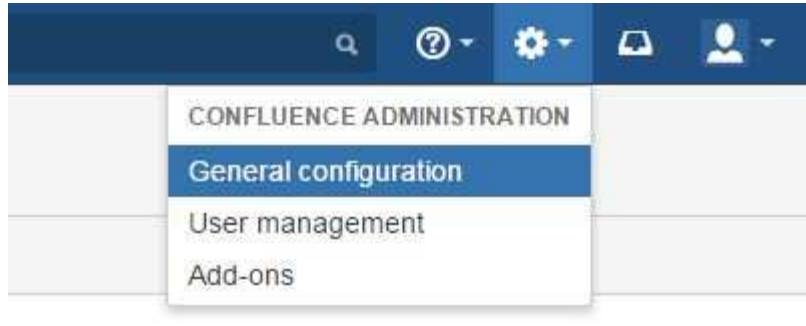 CONFLUENCE ADMINISTRATION
General configuration
User management
Add-ons